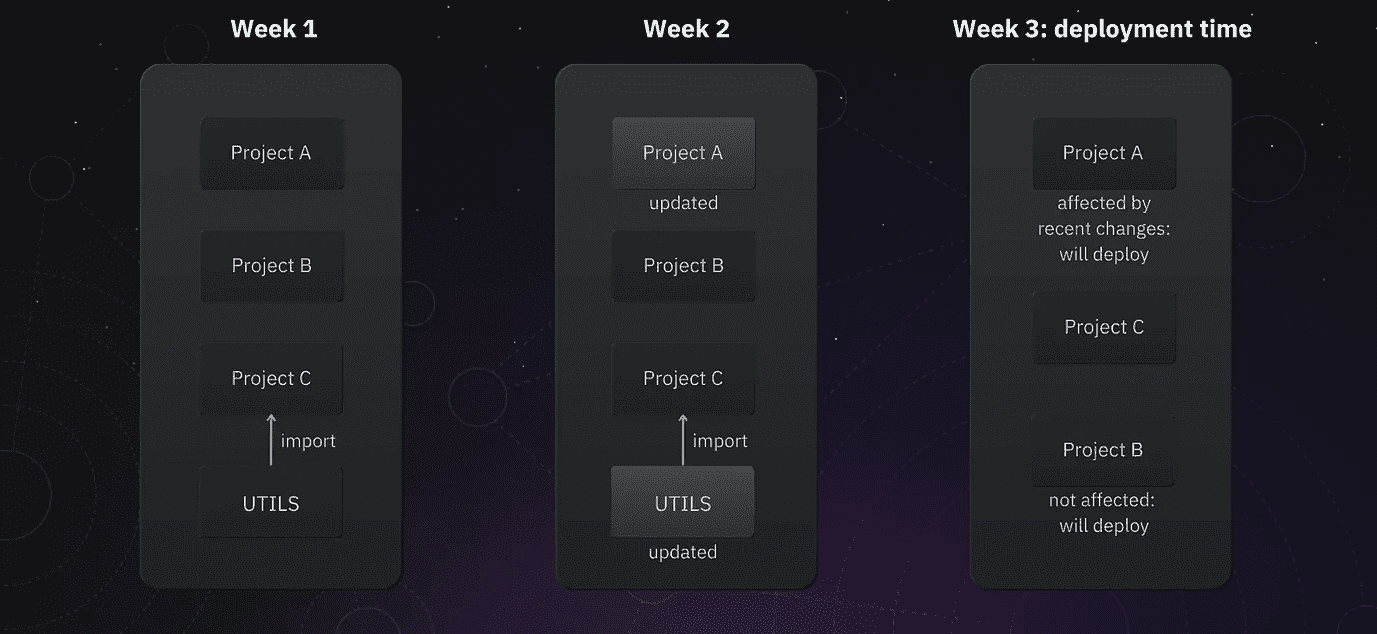 Week 1
Project A
Project B
Project C
import
UTILS
Week 2
Project A
updated
Project B
Project C
import
UTILS
updated
Week 3: deployment time
Project A
affected by
recent changes:
will deploy
Project C
Project B
not affected:
will deploy